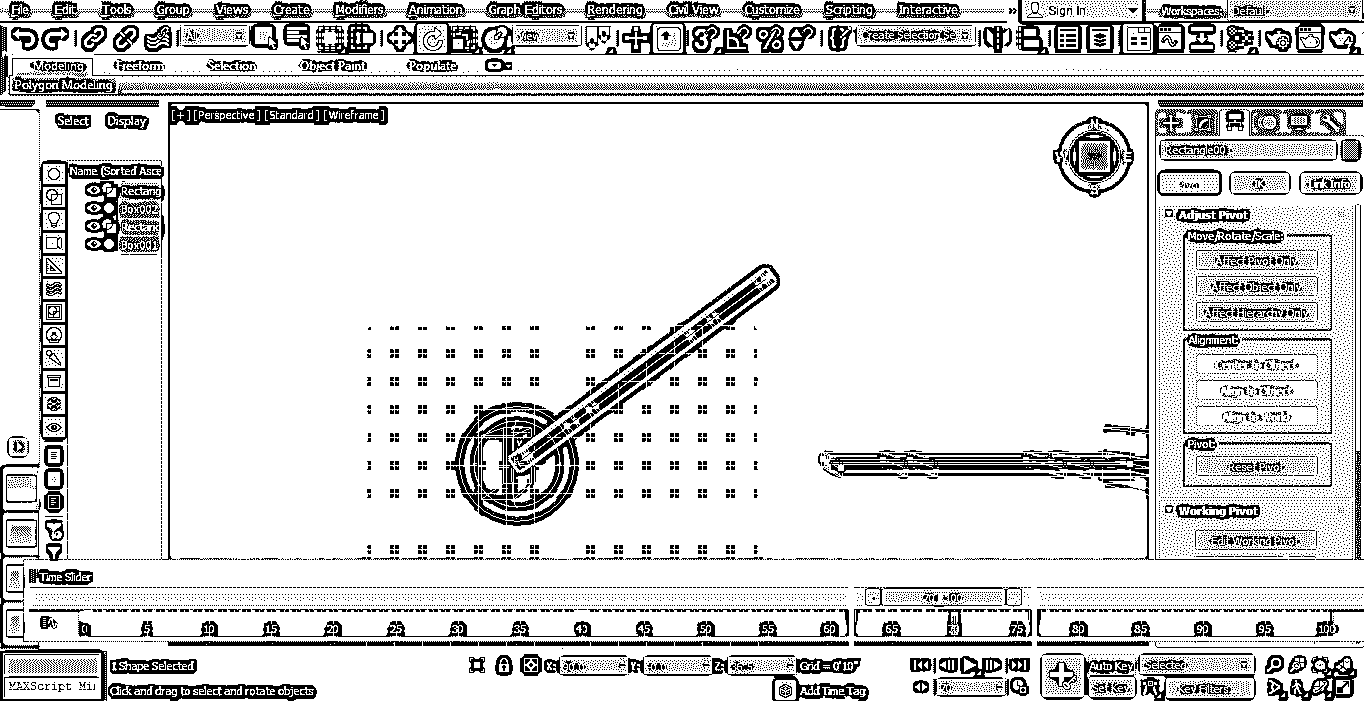 File Edit Tools Group Views Create Modifiers Animation Graph Editors Rendering Civil View Customize Scripting Interactive » Sign In Workspaces: Default
All View Create Selection Se
Modeling Freeform Selection Object Paint Populate
Polygon Modeling
Select Display
[+][Perspective][Standard][Wireframe]
N
E
Name (Sorted Asce
Rectang
Box002
Box001
Rectangle00
Link Info
Adjust Pivot
Move/Rotate/Scale:
Affect Pivot Only
Affect Object Only
Affect Hierarchy Only
Alignment:
Center to Object
Align to Object
Align to World
Pivot:
Reset Pivot
Working Pivot
Edit Working Pivot
Time Slider
70 / 100
0 5 10 15 20 25 30 35 40 45 50 55 60 65 70 75 80 85 90 95 100
1 Shape Selected
X: Y: Z: Grid = 0'10"
Auto Key Selected
MAXScript Mi
Click and drag to select and rotate objects
Add Time Tag
70
Set Key Key Filters...